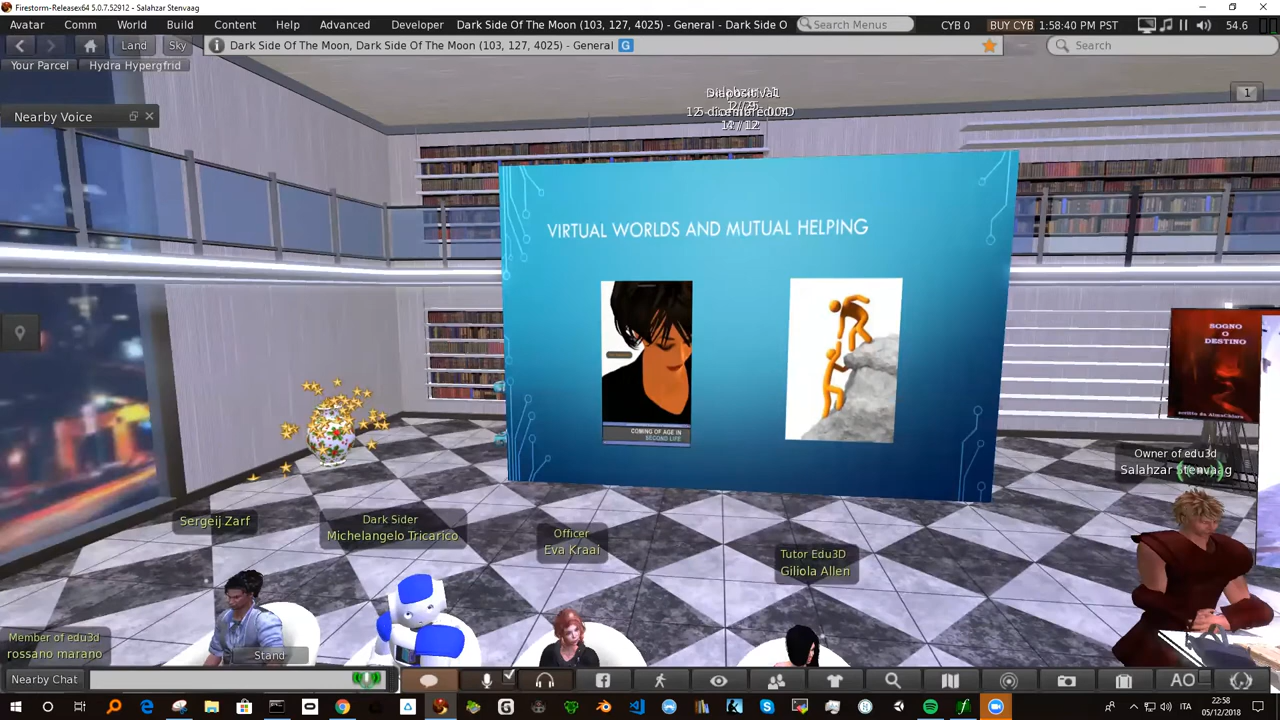 Firestorm-Releasex64 5.0.7.52912 - Salahzar Stenvaag
Avatar Comm World Build Content Help Advanced Developer Dark Side Of The Moon (103, 127, 4025) - General - Dark Side O Search Menus CYB 0 BUY CYB 1:58:40 PM PST 54.6
Land Sky Dark Side Of The Moon, Dark Side Of The Moon (103, 127, 4025) - General G Search
Your Parcel Hydra Hypergfrid
1
Nearby Voice
VIRTUAL WORLDS AND MUTUAL HELPING
COMING OF AGE IN
SECOND LIFE
SOGNO
O
DESTINO
scritto da AlmaChiara
Owner of edu3d
Salahzar Stenvaag
Sergeij Zarf
Dark Sider
Michelangelo Tricarico
Officer
Eva Kraai
Tutor Edu3D
Giliola Allen
Member of edu3d
rossano marano
Stand
Nearby Chat
AO
ITA
22:58
05/12/2018